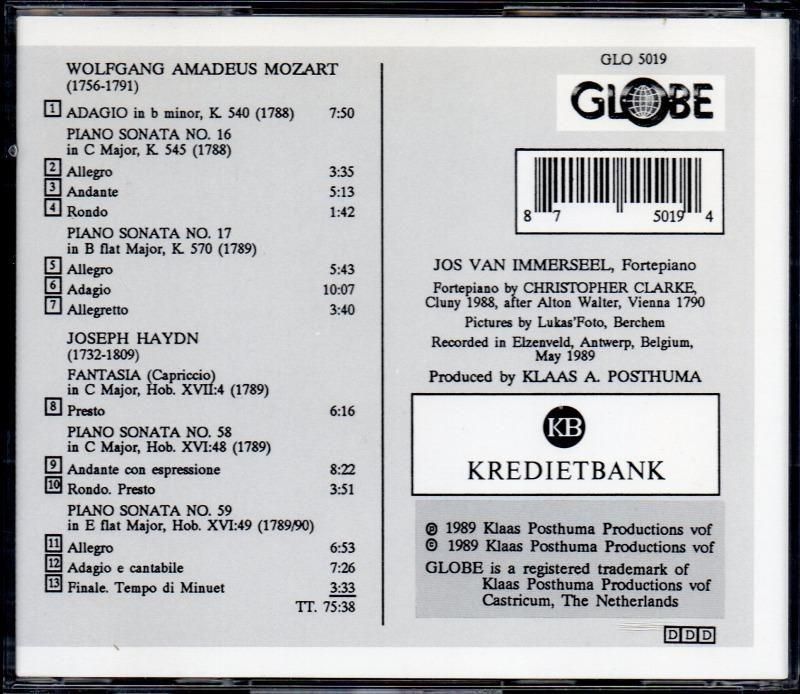 WOLFGANG AMADEUS MOZART
(1756-1791)
1 ADAGIO in b minor, K. 540 (1788) 7:50
PIANO SONATA NO. 16
in C Major, K. 545 (1788)
2 Allegro 3:35
3 Andante 5:13
4 Rondo 1:42
PIANO SONATA NO. 17
in B flat Major, K. 570 (1789)
5 Allegro 5:43
6 Adagio 10:07
7 Allegretto 3:40
JOSEPH HAYDN
(1732-1809)
FANTASIA (Capriccio)
in C Major, Hob. XVII:4 (1789)
8 Presto 6:16
PIANO SONATA NO. 58
in C Major, Hob. XVI:48 (1789)
9 Andante con espressione 8:22
10 Rondo. Presto 3:51
PIANO SONATA NO. 59
in E flat Major, Hob. XVI:49 (1789/90)
11 Allegro 6:53
12 Adagio e cantabile 7:26
13 Finale. Tempo di Minuet 3:33
TT. 75:38
GLO 5019
GLOBE
8 7 5019 4
JOS VAN IMMERSEEL, Fortepiano
Fortepiano by CHRISTOPHER CLARKE,
Cluny 1988, after Alton Walter, Vienna 1790
Pictures by Lukas'Foto, Berchem
Recorded in Elzenveld, Antwerp, Belgium,
May 1989
Produced by KLAAS A. POSTHUMA
KB
KREDIETBANK
℗ 1989 Klaas Posthuma Productions vof
© 1989 Klaas Posthuma Productions vof
GLOBE is a registered trademark of
Klaas Posthuma Productions vof
Castricum, The Netherlands
DDD